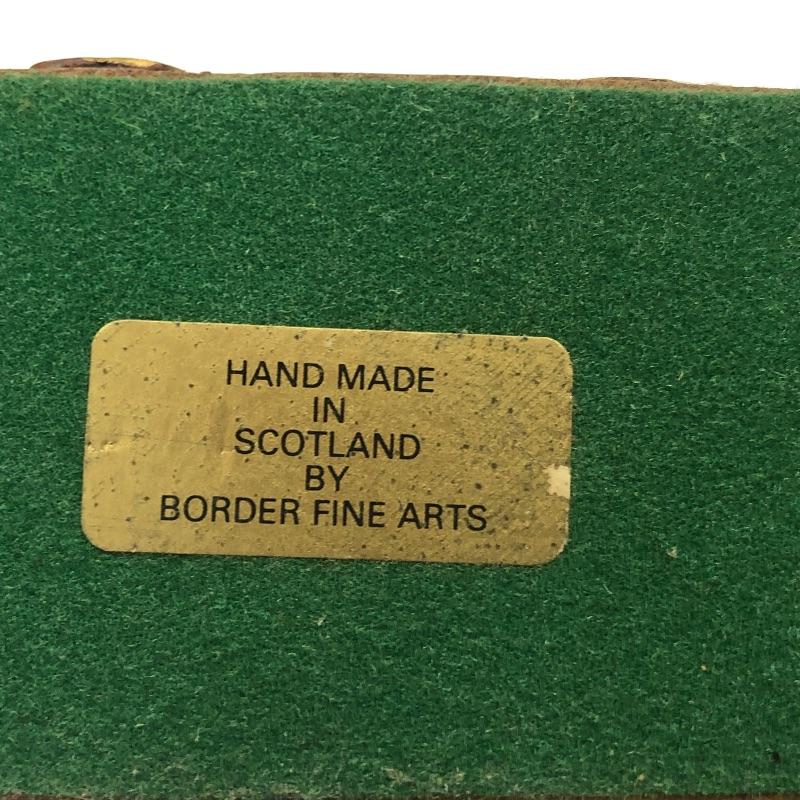 HAND MADE
IN
SCOTLAND
BY
BORDER FINE ARTS